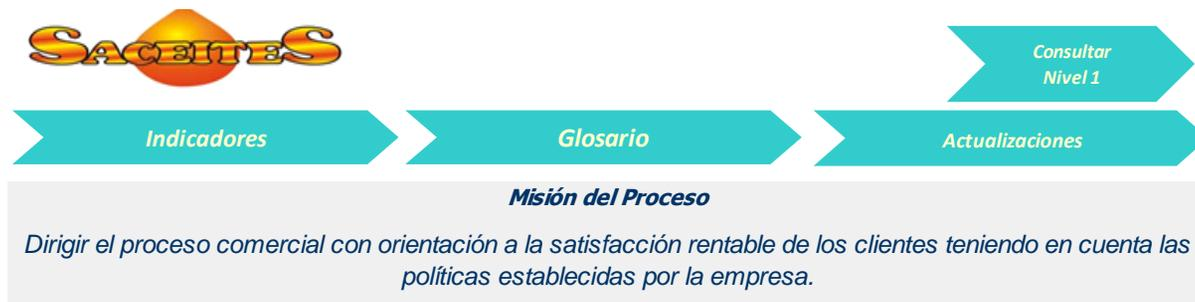 SACEITES
Consultar
Nivel 1
Indicadores
Glosario
Actualizaciones
Misión del Proceso
Dirigir el proceso comercial con orientación a la satisfacción rentable de los clientes teniendo en cuenta las
políticas establecidas por la empresa.